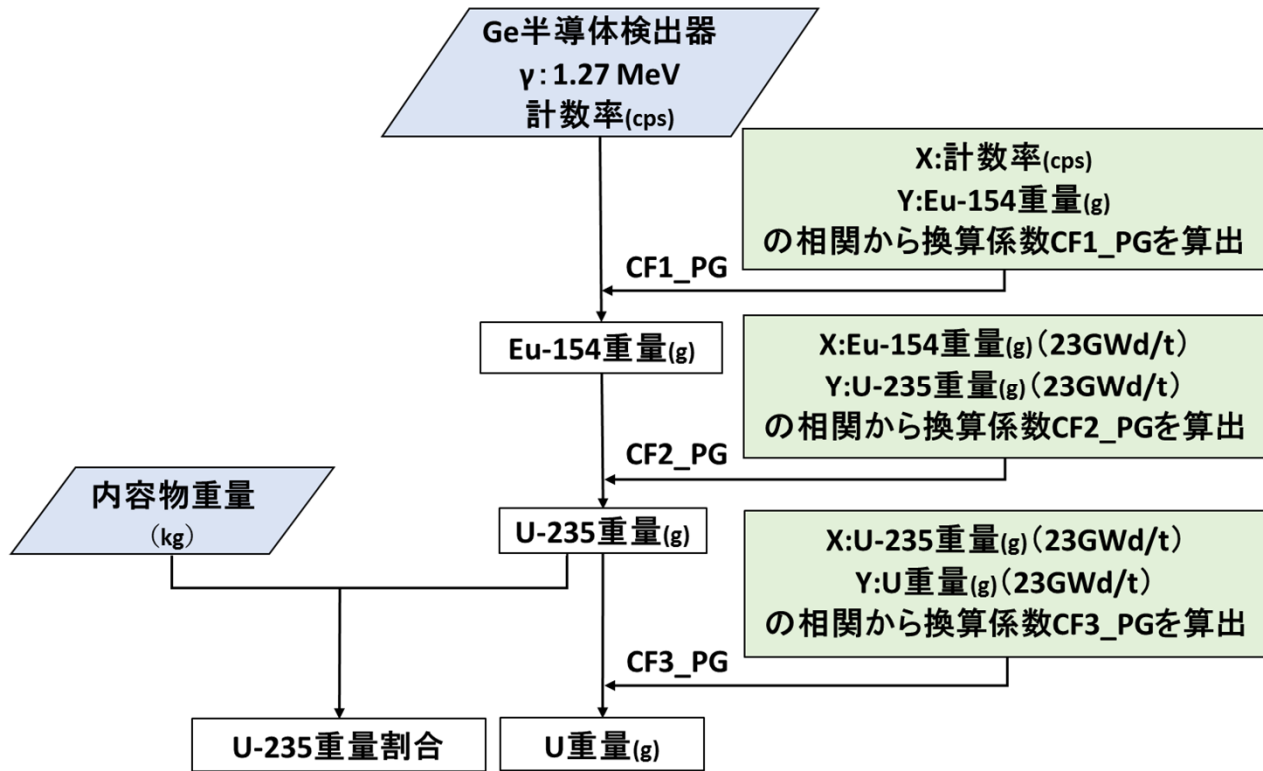 Ge半導体検出器
γ：1.27 MeV
計数率(cps)
X:計数率(cps)
Y:Eu-154重量(g)
の相関から換算係数CF1_PGを算出
CF1_PG
Eu-154重量(g)
X:Eu-154重量(g)（23GWd/t）
Y:U-235重量(g)（23GWd/t）
の相関から換算係数CF2_PGを算出
CF2_PG
内容物重量
（kg）
U-235重量(g)
X:U-235重量(g)（23GWd/t）
Y:U重量(g)（23GWd/t）
の相関から換算係数CF3_PGを算出
CF3_PG
U-235重量割合
U重量(g)